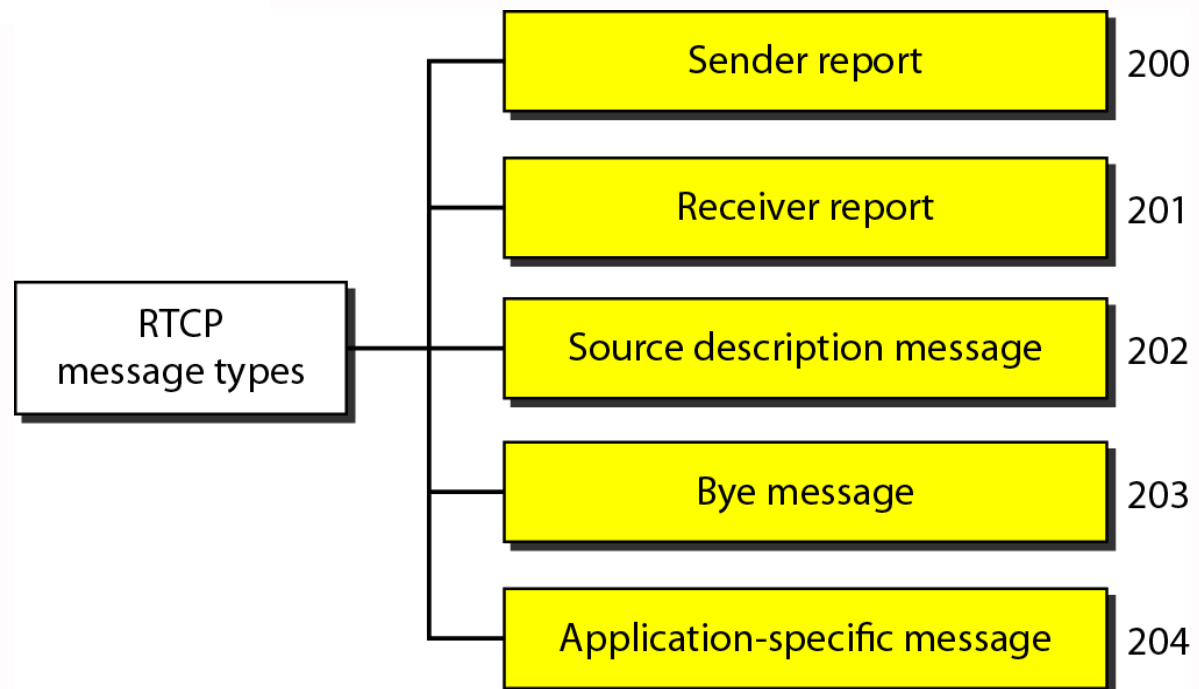 Sender report 200
Receiver report 201
RTCP
message types
Source description message 202
Bye message 203
Application-specific message 204